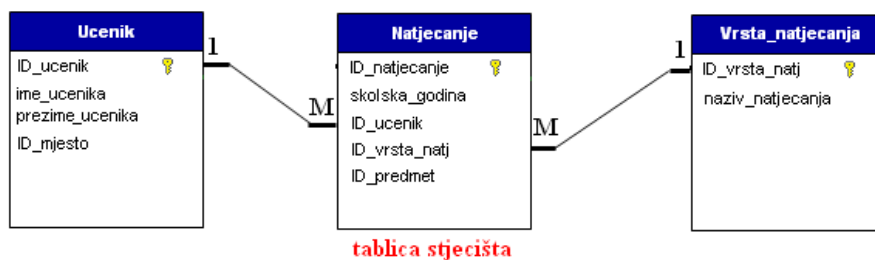 Ucenik
ID_ucenik
ime_ucenika
prezime_ucenika
ID_mjesto
1
M
Natjecanje
ID_natjecanje
skolska_godina
ID_ucenik
ID_vrsta_natj
ID_predmet
M
1
Vrsta_natjecanja
ID_vrsta_natj
naziv_natjecanja
tablica stjecišta